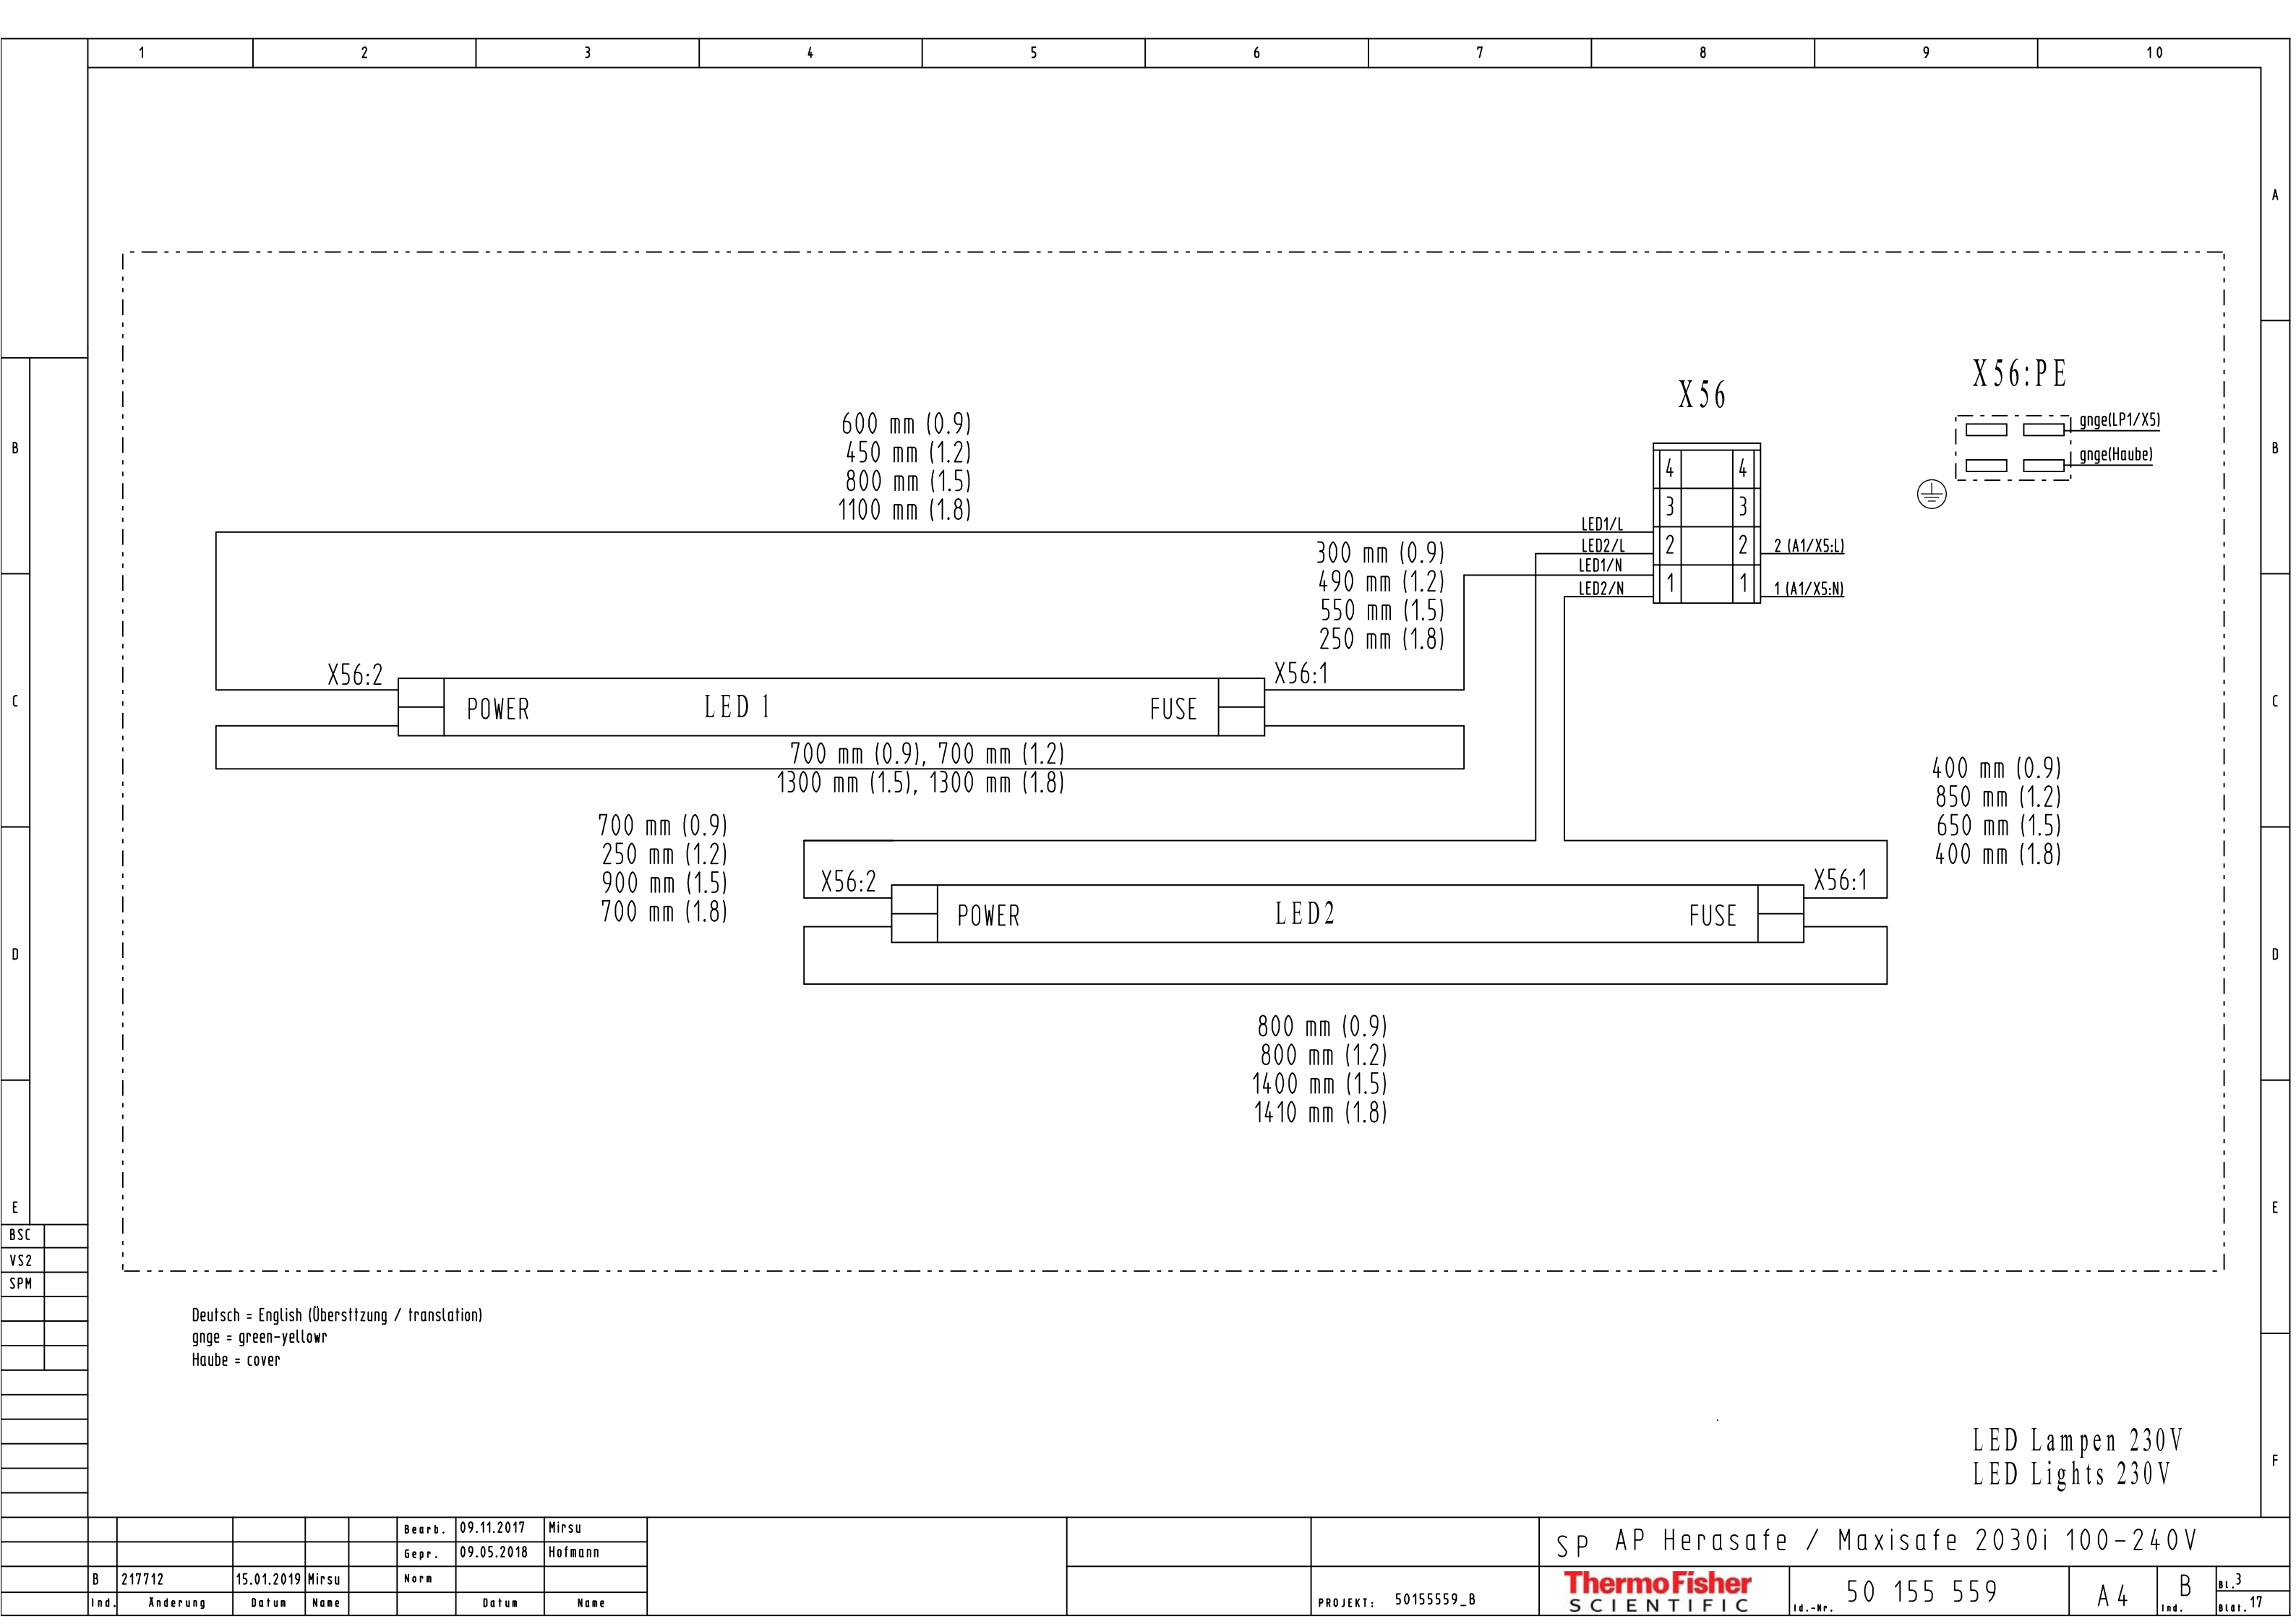 1 2 3 4 5 6 7 8 9 10
A
B
B
C
C
D
D
E
E
F
X56:PE
gnge(LP1/X5)
gnge(Haube)
X56
4 4
3 3
2 2
1 1
LED1/L
LED2/L
LED1/N
LED2/N
2 (A1/X5:L)
1 (A1/X5:N)
600 mm (0.9)
450 mm (1.2)
800 mm (1.5)
1100 mm (1.8)
300 mm (0.9)
490 mm (1.2)
550 mm (1.5)
250 mm (1.8)
X56:2
X56:1
POWER LED 1 FUSE
700 mm (0.9), 700 mm (1.2)
1300 mm (1.5), 1300 mm (1.8)
700 mm (0.9)
250 mm (1.2)
900 mm (1.5)
700 mm (1.8)
400 mm (0.9)
850 mm (1.2)
650 mm (1.5)
400 mm (1.8)
X56:2
X56:1
POWER LED2 FUSE
800 mm (0.9)
800 mm (1.2)
1400 mm (1.5)
1410 mm (1.8)
BSC
VS2
SPM
Deutsch = English (Übersttzung / translation)
gnge = green-yellowr
Haube = cover
LED Lampen 230V
LED Lights 230V
Bearb. 09.11.2017 Mirsu
Gepr. 09.05.2018 Hofmann
B 217712 15.01.2019 Mirsu Norm
Ind. Änderung Datum Name Datum Name
PROJEKT: 50155559_B
SP AP Herasafe / Maxisafe 2030i 100-240V
ThermoFisher
SCIENTIFIC
Id.-Nr. 50 155 559
A4
B
Ind.
Bl.3
Blät.17